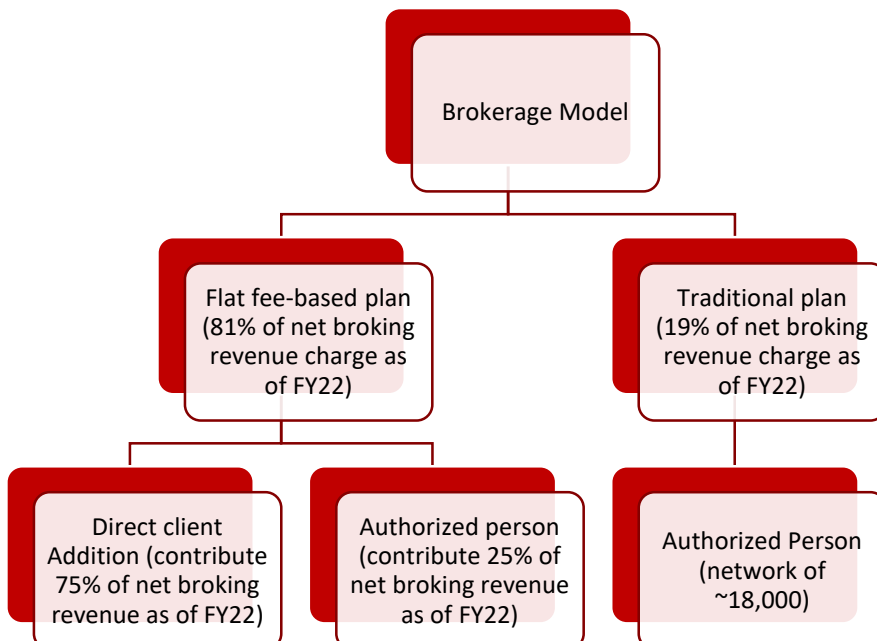 Brokerage Model
Flat fee-based plan
(81% of net broking
revenue charge as
of FY22)
Traditional plan
(19% of net broking
revenue charge as
of FY22)
Direct client
Addition (contribute
75% of net broking
revenue as of FY22)
Authorized person
(contribute 25% of
net broking revenue
as of FY22)
Authorized Person
(network of
~18,000)